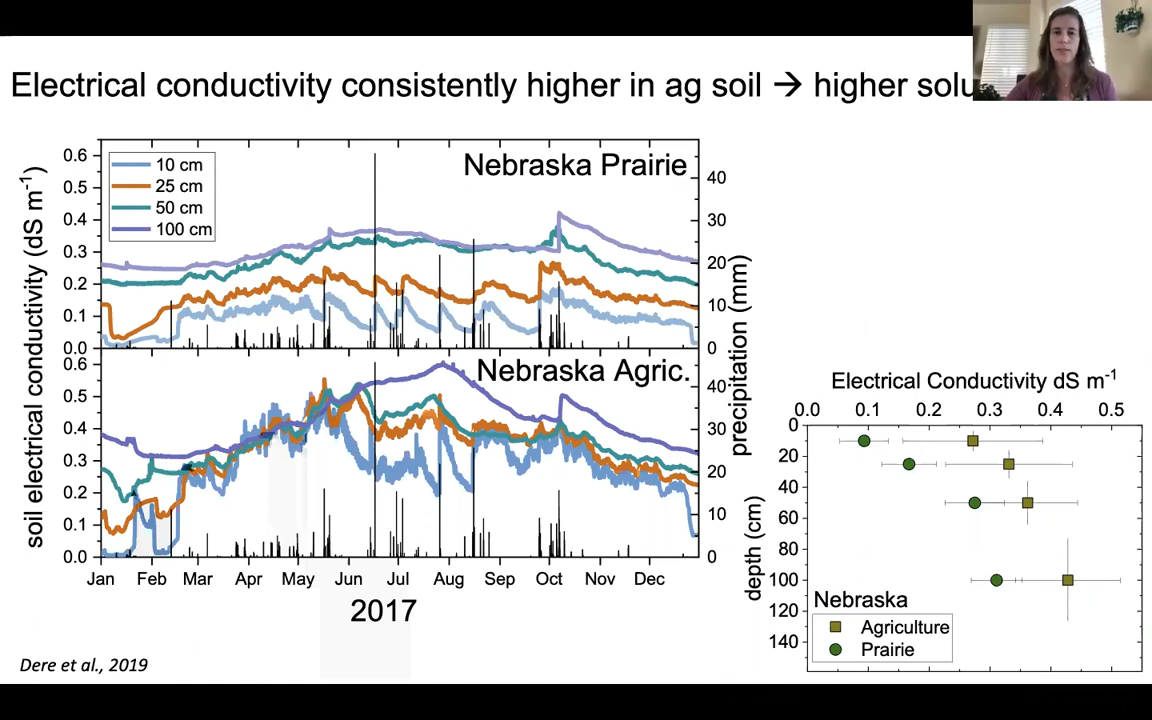 Electrical conductivity consistently higher in ag soil → higher
0.6
0.5
0.4
0.3
0.2
0.1
0.0
10 cm
25 cm
50 cm
100 cm
Nebraska Prairie
40
30
20
10
0
soil electrical conductivity (dS m-1)
precipitation (mm)
0.6
0.5
0.4
0.3
0.2
0.1
0.0
Nebraska Agric.
40
30
20
10
0
Jan Feb Mar Apr May Jun Jul Aug Sep Oct Nov Dec
2017
Electrical Conductivity dS m-1
0.0 0.1 0.2 0.3 0.4 0.5
0
20
40
60
80
100
120
140
depth (cm)
Nebraska
Agriculture
Prairie
Dere et al., 2019